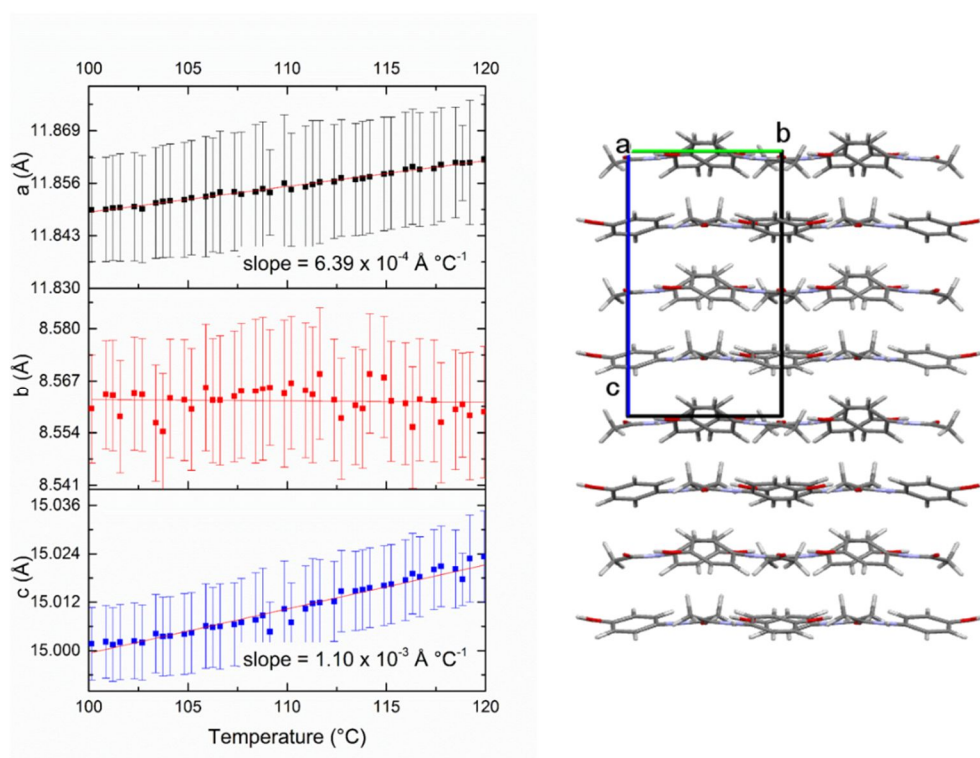 100 105 110 115 120
11.869
11.856
11.843
11.830
a (Å)
slope = 6.39 x 10⁻⁴ Å °C⁻¹
8.580
8.567
8.554
8.541
b (Å)
15.036
15.024
15.012
15.000
c (Å)
slope = 1.10 x 10⁻³ Å °C⁻¹
100 105 110 115 120
Temperature (°C)
a
b
c